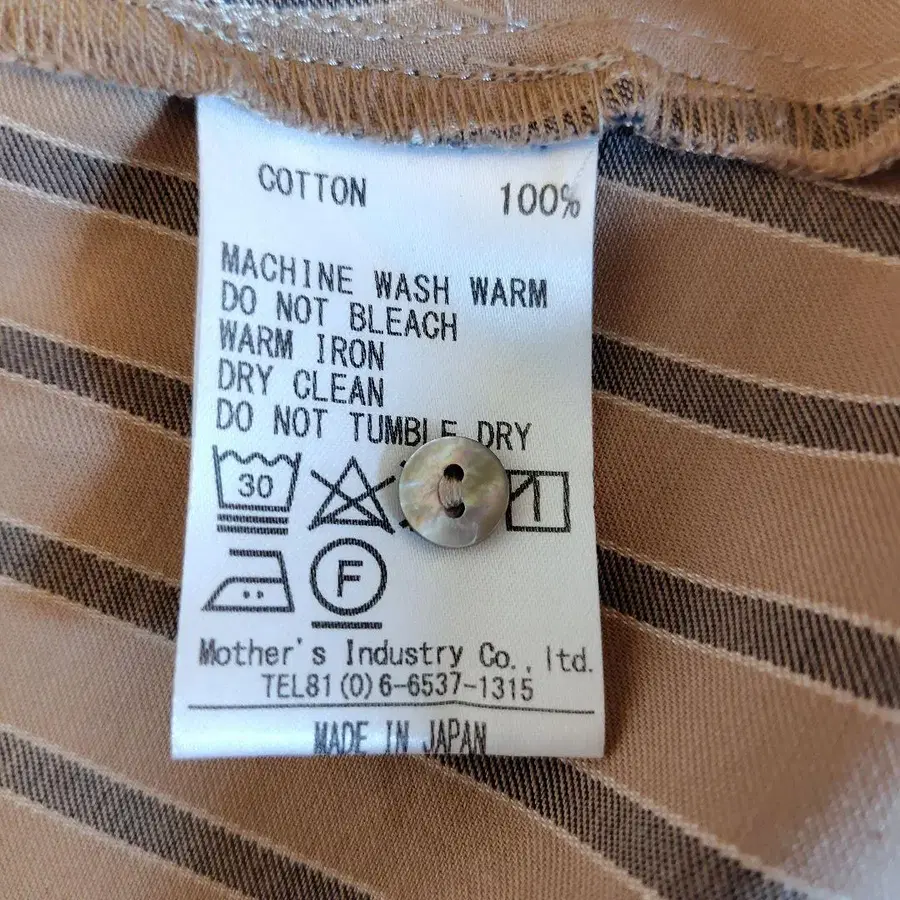 COTTON 100%
MACHINE WASH WARM
DO NOT BLEACH
WARM IRON
DRY CLEAN
DO NOT TUMBLE DRY
30
F
Mother's Industry Co., ltd.
TEL81(0)6-6537-1315
MADE IN JAPAN